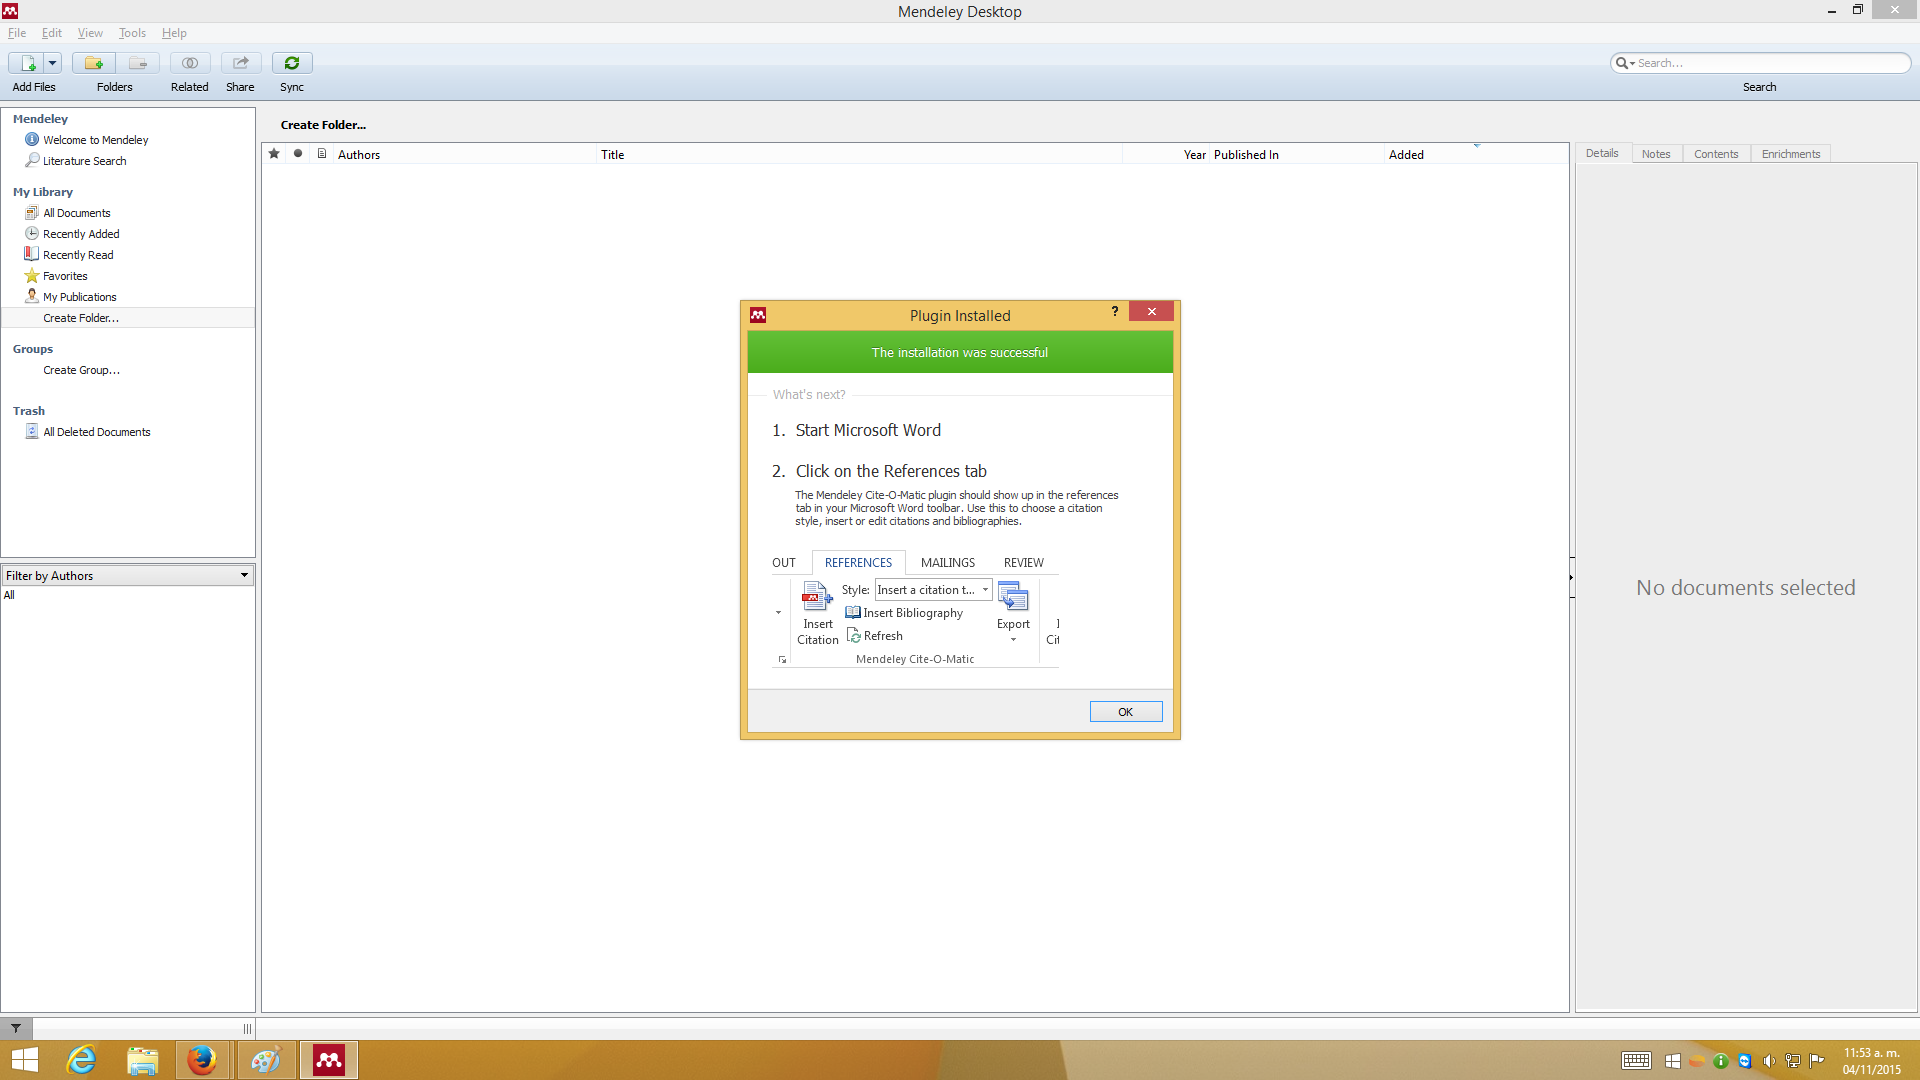 Mendeley Desktop
File Edit View Tools Help
Search...
Add Files Folders Related Share Sync Search
Mendeley
Welcome to Mendeley
Literature Search
My Library
All Documents
Recently Added
Recently Read
Favorites
My Publications
Create Folder...
Groups
Create Group...
Trash
All Deleted Documents
Filter by Authors
All
Create Folder...
Authors Title Year Published In Added
Details Notes Contents Enrichments
No documents selected
Plugin Installed
?
The installation was successful
What's next?
1. Start Microsoft Word
2. Click on the References tab
The Mendeley Cite-O-Matic plugin should show up in the references
tab in your Microsoft Word toolbar. Use this to choose a citation
style, insert or edit citations and bibliographies.
OUT REFERENCES MAILINGS REVIEW
Style: Insert a citation t...
Insert Bibliography
Insert
Citation
Refresh
Export
I
Cit
Mendeley Cite-O-Matic
OK
11:53 a. m.
04/11/2015